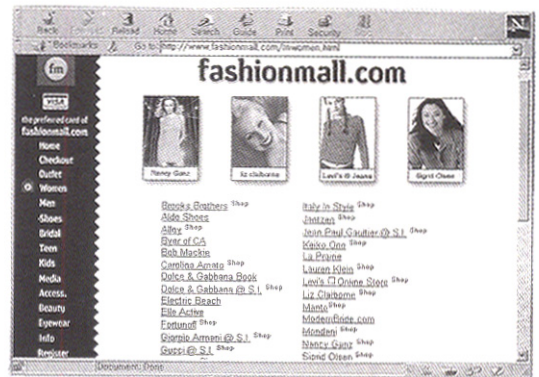 Back Reload Home Search Guide Print Security
Bookmarks Go to: http://www.fashionmall.com/mwomen.html
N
fm
VISA
the preferred card of
fashionmall.com
Home
Checkout
Outlet
Women
Men
Shoes
Bridal
Teen
Kids
Media
Access.
Beauty
Eyewear
Info
Register
fashionmall.com
Nancy Ganz
liz claiborne
Levi's ® Jeans
Sigrid Olsen
Brooks Brothers Shop
Aldo Shoes
Alloy Shop
Byer of CA
Bob Mackie
Carolina Amato Shop
Dolce & Gabbana Book
Dolce & Gabbana @ S.I. Shop
Electric Beach
Elle Active
Fortunoff Shop
Giorgio Armani @ S.I. Shop
Gucci @ S.I. Shop
Italy In Style Shop
Jantzen Shop
Jean Paul Gaultier @ S.I. Shop
Keiko Ono Shop
La Prairie
Lauren Klein Shop
Levi's Online Store Shop
Liz Claiborne Shop
Manto Shop
ModernBride.com
Mondani Shop
Nancy Ganz Shop
Sigrid Olsen Shop
Document: Done